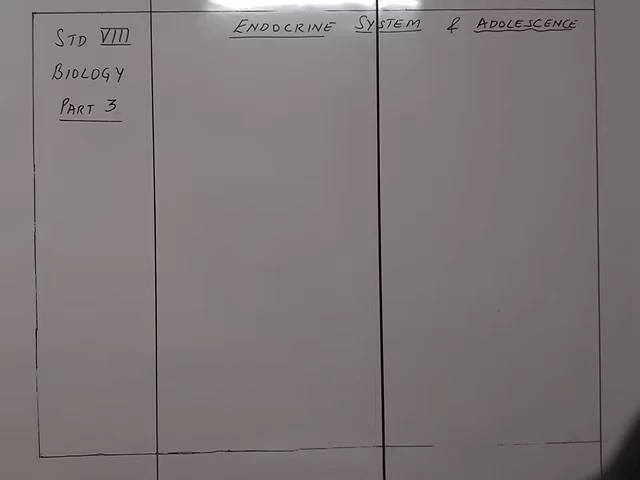 STD VIII
BIOLOGY
PART 3
ENDOCRINE SYSTEM & ADOLESCENCE